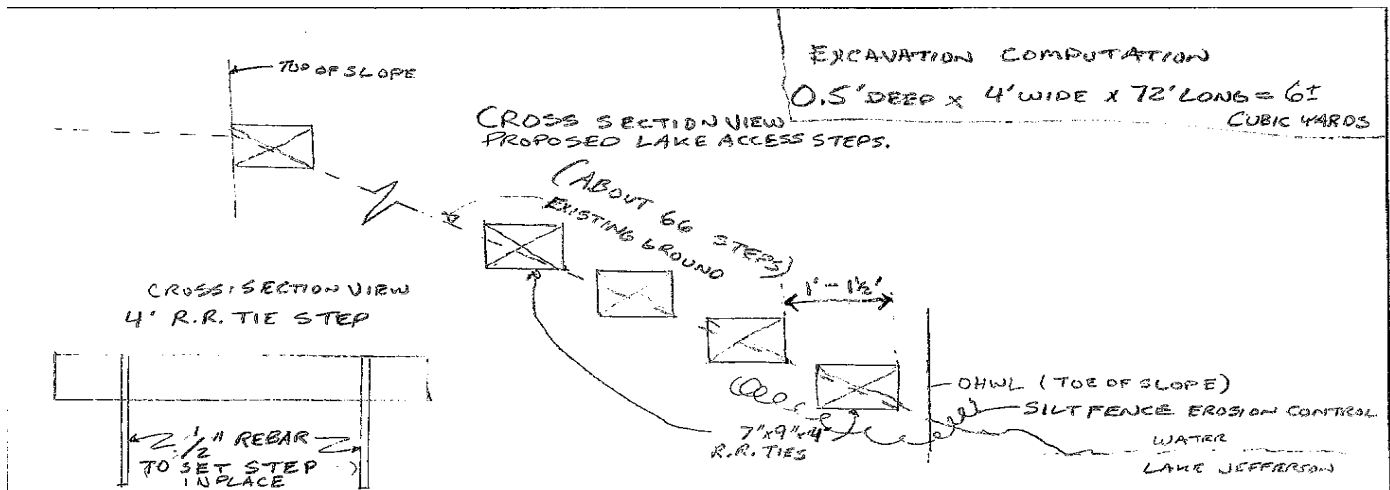 TOP OF SLOPE
EXCAVATION COMPUTATION
0.5' DEEP x 4' WIDE x 72' LONG = 6±
CUBIC YARDS
CROSS SECTION VIEW
PROPOSED LAKE ACCESS STEPS.
(ABOUT 66 STEPS)
EXISTING GROUND
1' - 1½'
CROSS SECTION VIEW
4' R.R. TIE STEP
OHWL (TOE OF SLOPE)
SILT FENCE EROSION CONTROL
7"x9"x4'
R.R. TIES
WATER
LAKE JEFFERSON
1/2" REBAR
TO SET STEP
IN PLACE